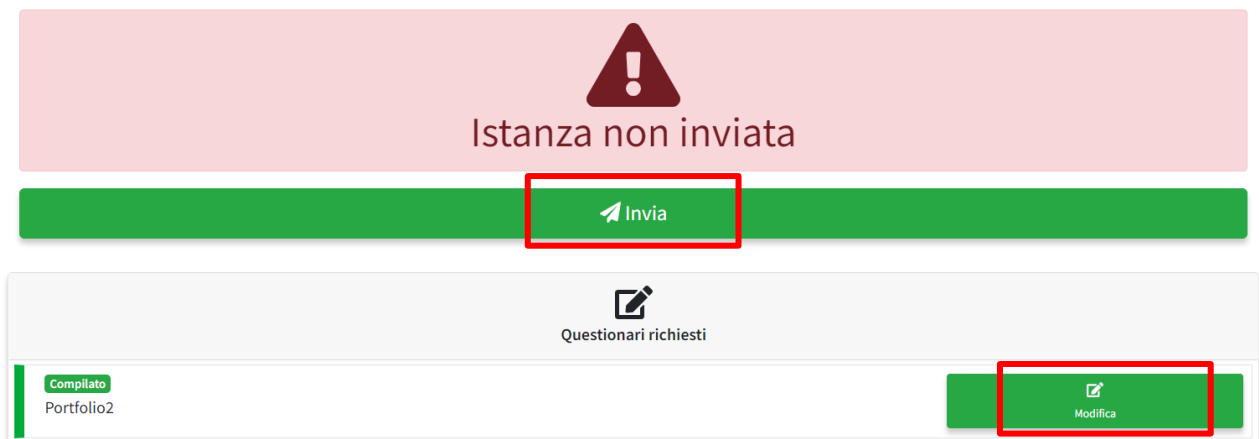 Istanza non inviata
Invia
Questionari richiesti
Compilato
Portfolio2
Modifica